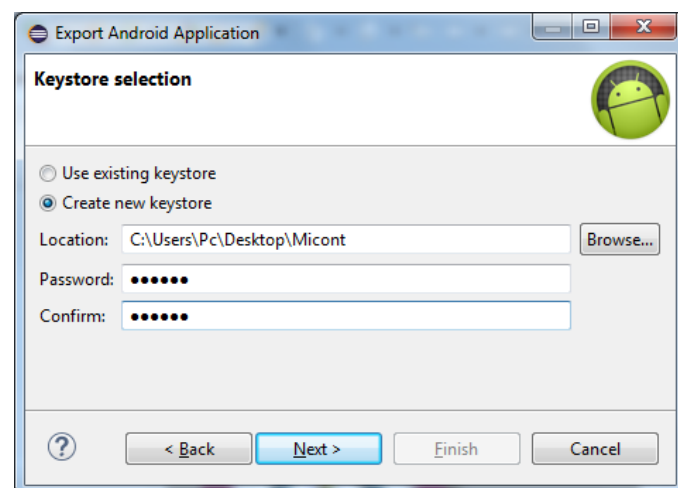 Export Android Application
Keystore selection
Use existing keystore
Create new keystore
Location: C:\Users\Pc\Desktop\Micont Browse...
Password: ●●●●●●
Confirm: ●●●●●●
? < Back Next > Finish Cancel